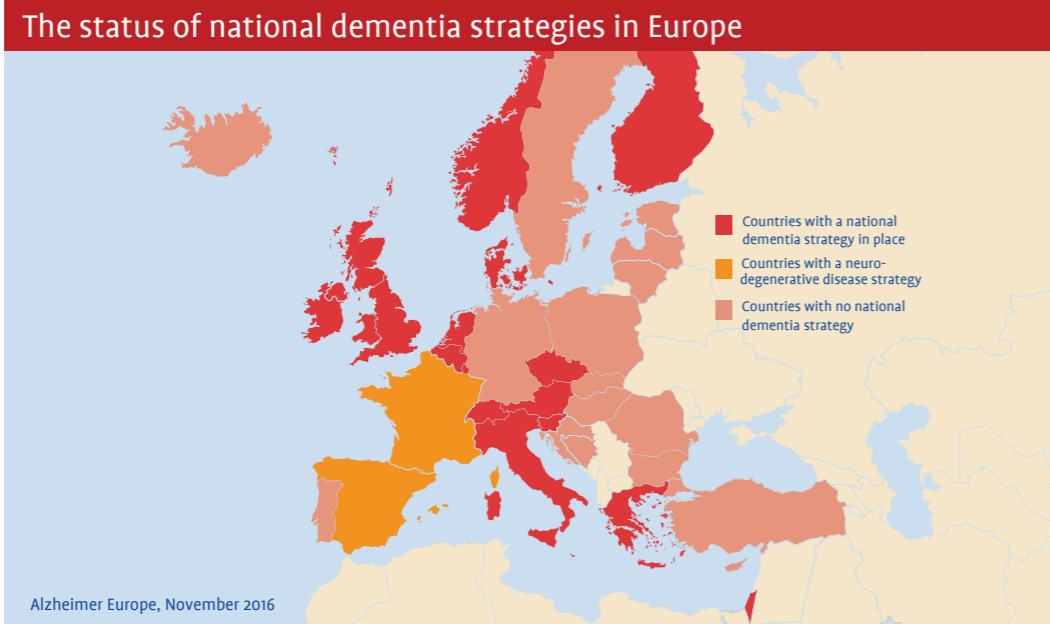 The status of national dementia strategies in Europe
Countries with a national
dementia strategy in place
Countries with a neuro-
degenerative disease strategy
Countries with no national
dementia strategy
Alzheimer Europe, November 2016